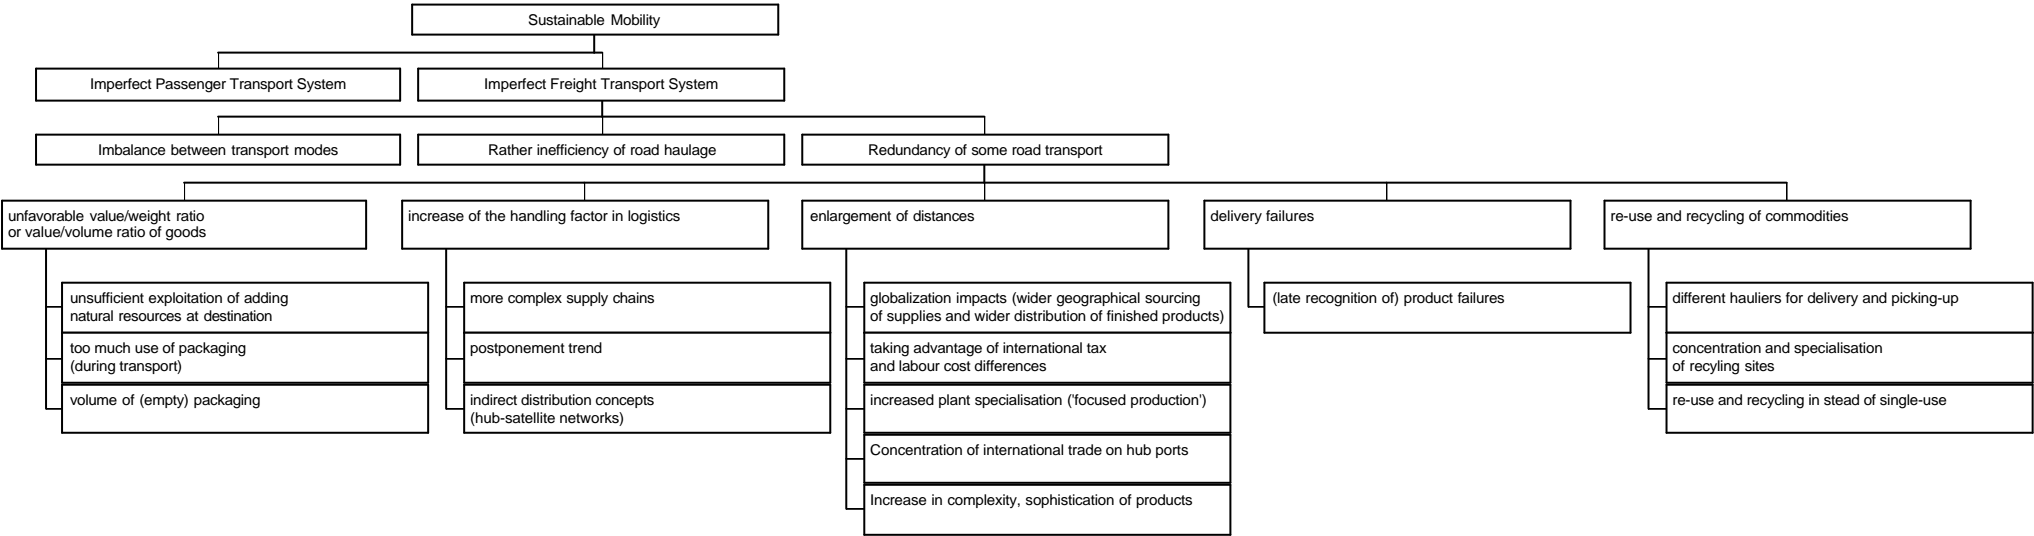 Sustainable Mobility
Imperfect Passenger Transport System
Imperfect Freight Transport System
Imbalance between transport modes
Rather inefficiency of road haulage
Redundancy of some road transport
unfavorable value/weight ratio
or value/volume ratio of goods
increase of the handling factor in logistics
enlargement of distances
delivery failures
re-use and recycling of commodities
unsufficient exploitation of adding
natural resources at destination
too much use of packaging
(during transport)
volume of (empty) packaging
more complex supply chains
postponement trend
indirect distribution concepts
(hub-satellite networks)
globalization impacts (wider geographical sourcing
of supplies and wider distribution of finished products)
taking advantage of international tax
and labour cost differences
increased plant specialisation ('focused production')
Concentration of international trade on hub ports
Increase in complexity, sophistication of products
(late recognition of) product failures
different hauliers for delivery and picking-up
concentration and specialisation
of recyling sites
re-use and recycling in stead of single-use